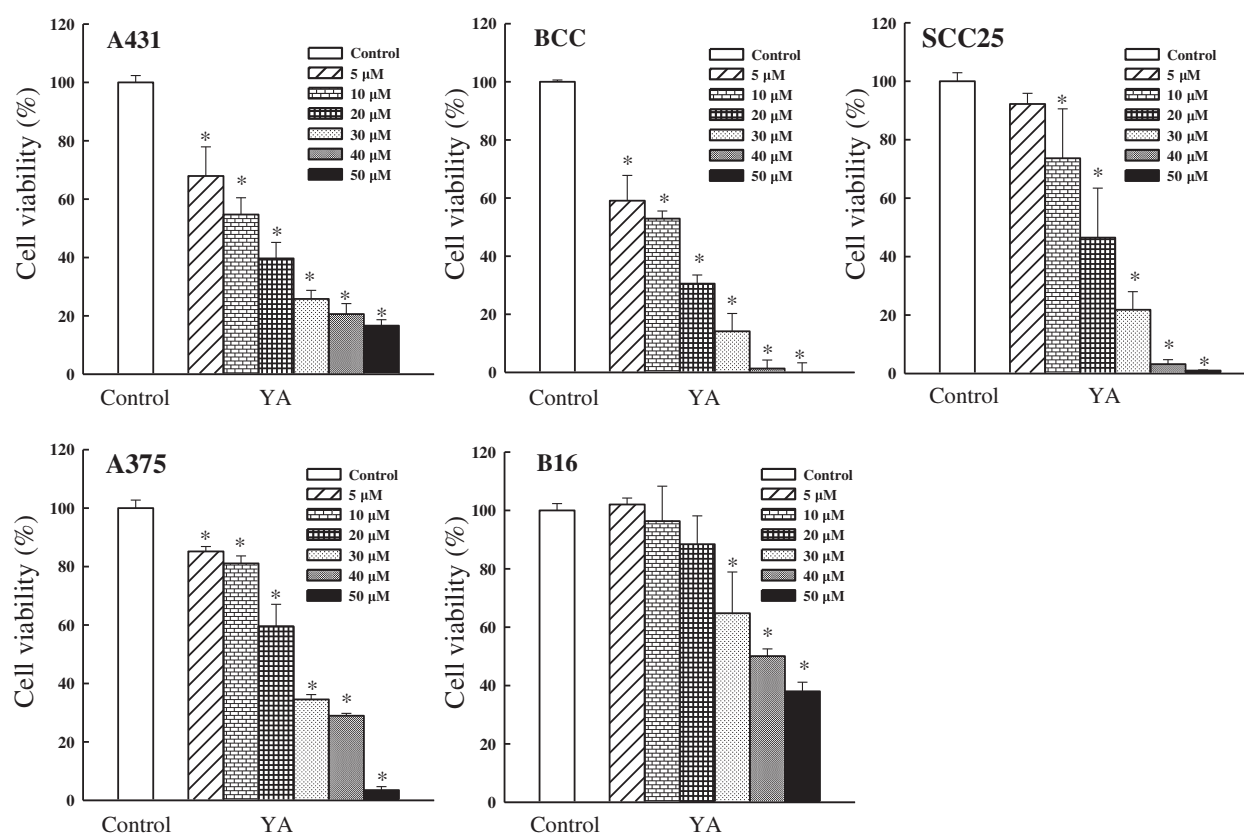 A431
Cell viability (%)
120
100
80
60
40
20
0
Control
5 μM
10 μM
20 μM
30 μM
40 μM
50 μM
* * * * * *
Control YA
BCC
Cell viability (%)
120
100
80
60
40
20
0
Control
5 μM
10 μM
20 μM
30 μM
40 μM
50 μM
* * * * * *
Control YA
SCC25
Cell viability (%)
120
100
80
60
40
20
0
Control
5 μM
10 μM
20 μM
30 μM
40 μM
50 μM
* * * * *
Control YA
A375
Cell viability (%)
120
100
80
60
40
20
0
Control
5 μM
10 μM
20 μM
30 μM
40 μM
50 μM
* * * * * *
Control YA
B16
Cell viability (%)
120
100
80
60
40
20
0
Control
5 μM
10 μM
20 μM
30 μM
40 μM
50 μM
* * *
Control YA